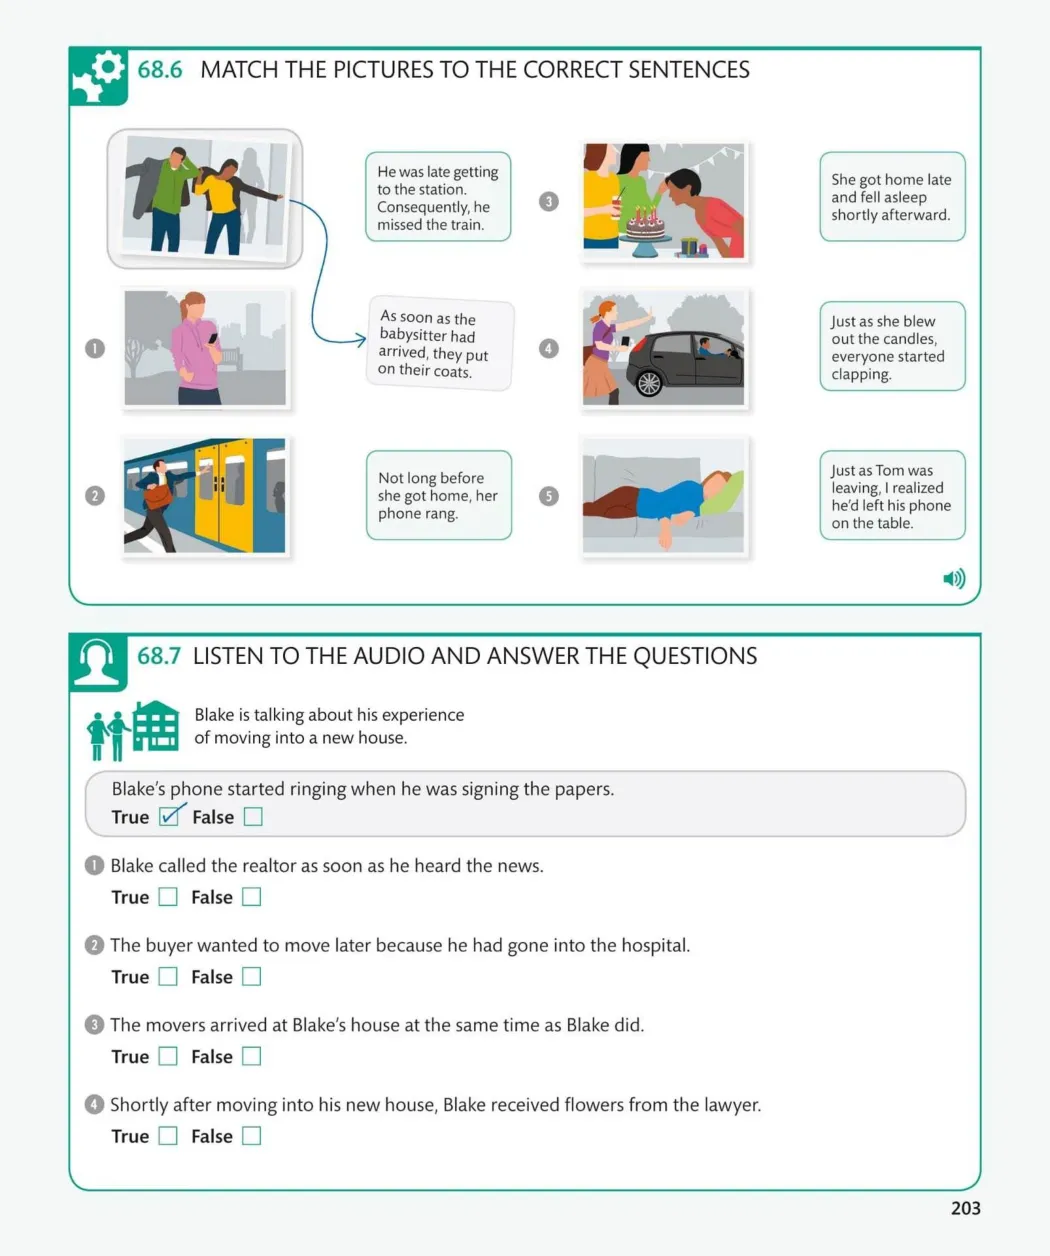 68.6 MATCH THE PICTURES TO THE CORRECT SENTENCES
He was late getting
to the station.
Consequently, he
missed the train.
As soon as the
babysitter had
arrived, they put
on their coats.
1
2
Not long before
she got home, her
phone rang.
3
She got home late
and fell asleep
shortly afterward.
4
Just as she blew
out the candles,
everyone started
clapping.
5
Just as Tom was
leaving, I realized
he'd left his phone
on the table.
68.7 LISTEN TO THE AUDIO AND ANSWER THE QUESTIONS
Blake is talking about his experience
of moving into a new house.
Blake's phone started ringing when he was signing the papers.
True False
1 Blake called the realtor as soon as he heard the news.
True False
2 The buyer wanted to move later because he had gone into the hospital.
True False
3 The movers arrived at Blake's house at the same time as Blake did.
True False
4 Shortly after moving into his new house, Blake received flowers from the lawyer.
True False
203